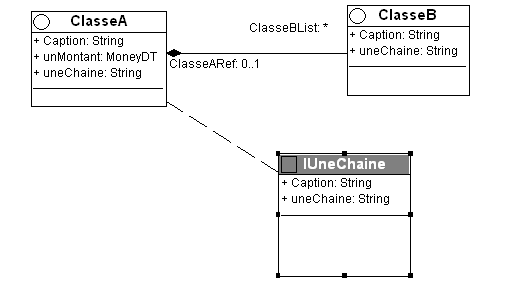 ClasseA
+ Caption: String
+ unMontant: MoneyDT
+ uneChaine: String
ClasseBList: *
ClasseARef: 0..1
ClasseB
+ Caption: String
+ uneChaine: String
IUneChaine
+ Caption: String
+ uneChaine: String